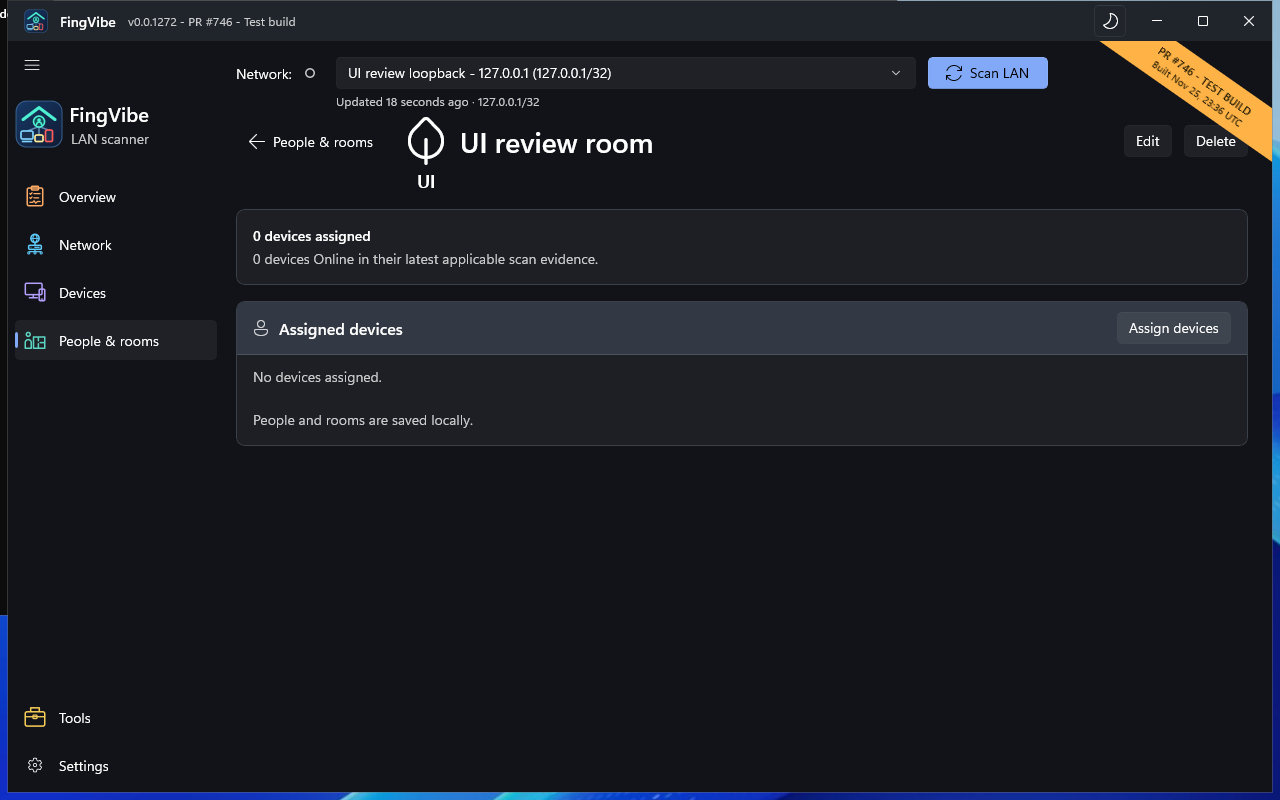 FingVibe v0.0.1272 - PR #746 - Test build
PR #746 - TEST BUILD
Built Nov 25, 23:36 UTC
Network: UI review loopback - 127.0.0.1 (127.0.0.1/32) Scan LAN
Updated 18 seconds ago · 127.0.0.1/32
FingVibe
LAN scanner
People & rooms UI review room Edit Delete
UI
Overview
Network
Devices
People & rooms
0 devices assigned
0 devices Online in their latest applicable scan evidence.
Assigned devices Assign devices
No devices assigned.
People and rooms are saved locally.
Tools
Settings